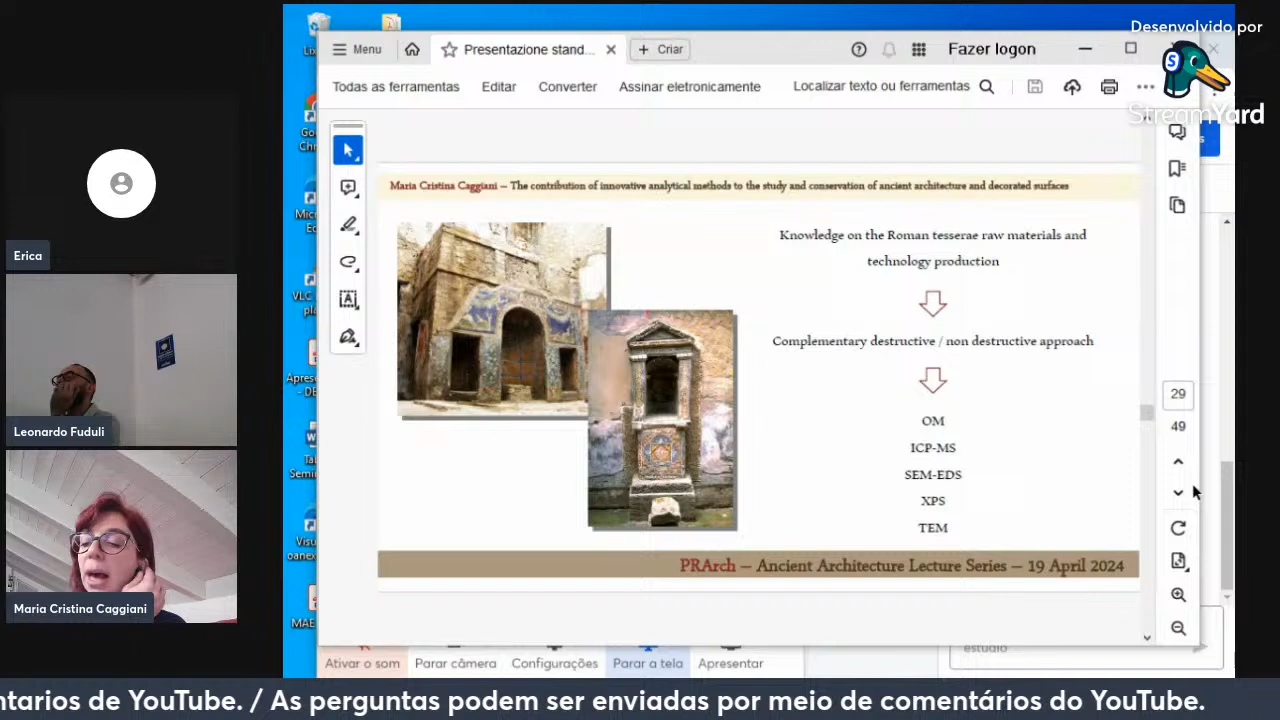 Desenvolvido por
StreamYard
Menu
Presentazione stand...
Criar
Fazer logon
Todas as ferramentas
Editar
Converter
Assinar eletronicamente
Localizar texto ou ferramentas
Maria Cristina Caggiani – The contribution of innovative analytical methods to the study and conservation of ancient architecture and decorated surfaces
Knowledge on the Roman tesserae raw materials and
technology production
Complementary destructive / non destructive approach
OM
ICP-MS
SEM-EDS
XPS
TEM
PRArch – Ancient Architecture Lecture Series – 19 April 2024
29
49
Erica
Leonardo Fuduli
Maria Cristina Caggiani
Ativar o som
Parar câmera
Configurações
Parar a tela
Apresentar
estúdio
ntarios de YouTube. / As perguntas podem ser enviadas por meio de comentários do YouTube.